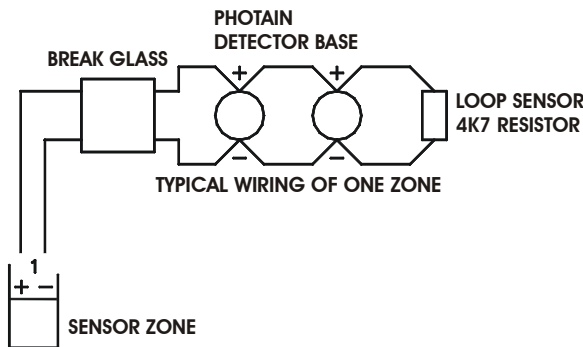 PHOTAIN
DETECTOR BASE
BREAK GLASS
+ +
LOOP SENSOR
4K7 RESISTOR
− −
TYPICAL WIRING OF ONE ZONE
1
+ −
SENSOR ZONE